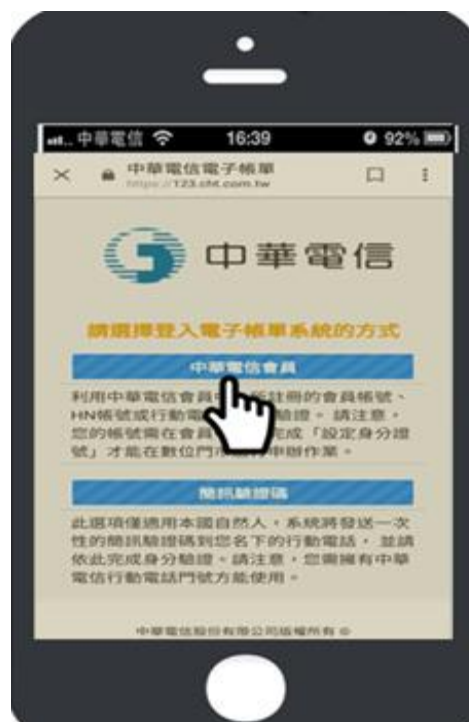 中華電信 16:39 92%
中華電信電子帳單
https://123.cht.com.tw
中華電信
請選擇登入電子帳單系統的方式
中華電信會員
利用中華電信會員中 註冊的會員帳號、
HN帳號或行動電 驗證。請注意,
您的帳號需在會員 完成「設定身分證
號」才能在數位門市 申辦作業。
簡訊驗證碼
此選項僅適用本國自然人,系統將發送一次
性的簡訊驗證碼到您名下的行動電話,並請
依此完成身分驗證。請注意,您需擁有中華
電信行動電話門號方能使用。
中華電信股份有限公司版權所有 ©